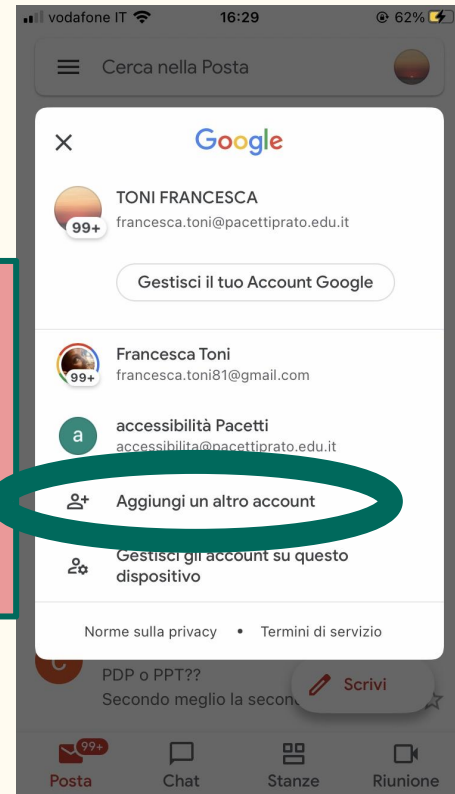 vodafone IT 16:29 62%
Cerca nella Posta
Google
TONI FRANCESCA
99+ francesca.toni@pacettiprato.edu.it
Gestisci il tuo Account Google
Francesca Toni
99+ francesca.toni81@gmail.com
a accessibilità Pacetti
accessibilita@pacettiprato.edu.it
Aggiungi un altro account
Gestisci gli account su questo
dispositivo
Norme sulla privacy • Termini di servizio
PDP o PPT??
Secondo meglio la secon
Scrivi
99+
Posta Chat Stanze Riunione